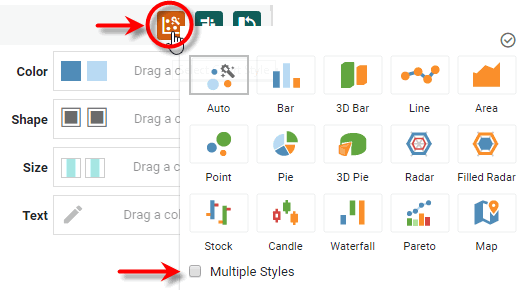 Color Drag a c
Auto Bar 3D Bar Line Area
Shape Drag a c
Size Drag a c
Point Pie 3D Pie Radar Filled Radar
Text Drag a col
Stock Candle Waterfall Pareto Map
Multiple Styles